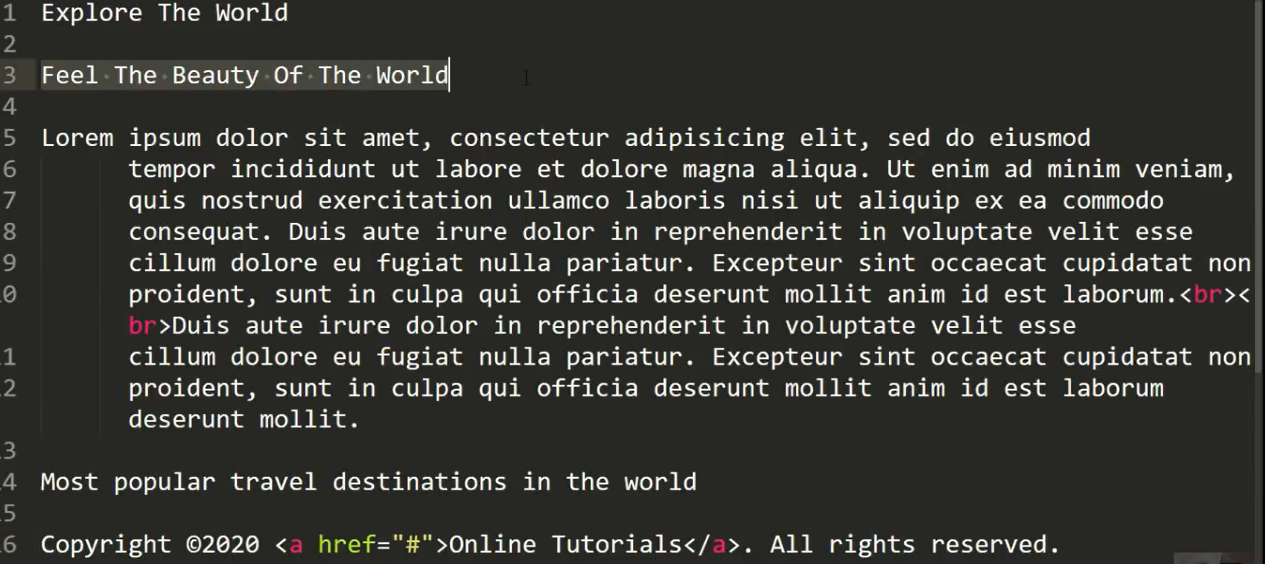 1 Explore The World
2
3 Feel The Beauty Of The World
4
5 Lorem ipsum dolor sit amet, consectetur adipisicing elit, sed do eiusmod
6 tempor incididunt ut labore et dolore magna aliqua. Ut enim ad minim veniam,
7 quis nostrud exercitation ullamco laboris nisi ut aliquip ex ea commodo
8 consequat. Duis aute irure dolor in reprehenderit in voluptate velit esse
9 cillum dolore eu fugiat nulla pariatur. Excepteur sint occaecat cupidatat non
10 proident, sunt in culpa qui officia deserunt mollit anim id est laborum.<br><
br>Duis aute irure dolor in reprehenderit in voluptate velit esse
11 cillum dolore eu fugiat nulla pariatur. Excepteur sint occaecat cupidatat non
12 proident, sunt in culpa qui officia deserunt mollit anim id est laborum
deserunt mollit.
13
14 Most popular travel destinations in the world
15
16 Copyright ©2020 <a href="#">Online Tutorials</a>. All rights reserved.